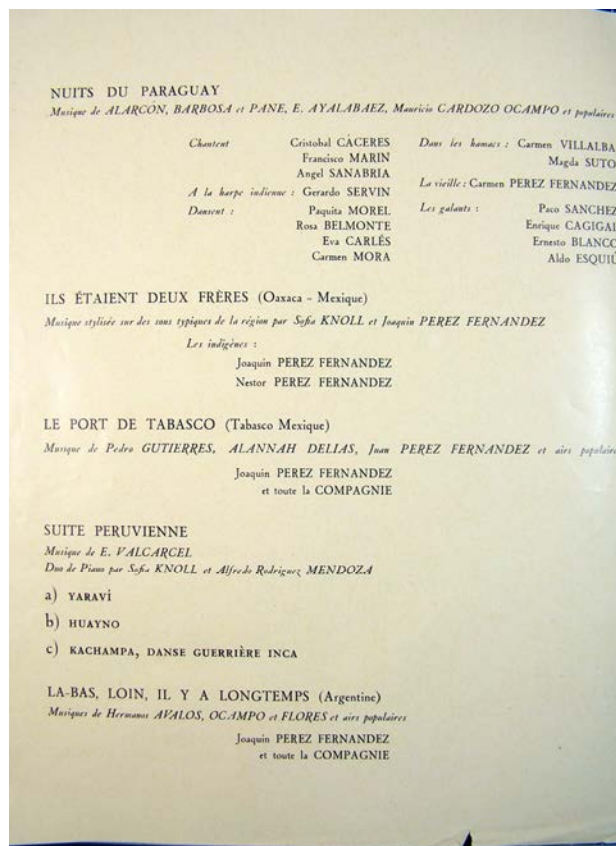 NUITS DU PARAGUAY
Musique de ALARCÓN, BARBOSA et PANE, E. AYALABAEZ, Mauricio CARDOZO OCAMPO et populaires
Chantent Cristobal CÁCERES
Francisco MARIN
Angel SANABRIA
A la harpe indienne : Gerardo SERVIN
Dansent : Paquita MOREL
Rosa BELMONTE
Eva CARLÉS
Carmen MORA
Dans les hamacs : Carmen VILLALBA
Magda SUTO
La vieille : Carmen PEREZ FERNANDEZ
Les galants : Paco SANCHEZ
Enrique CAGIGAL
Ernesto BLANCO
Aldo ESQUIÚ
ILS ÉTAIENT DEUX FRÈRES (Oaxaca - Mexique)
Musique stylisée sur des sons typiques de la région par Sofia KNOLL et Joaquin PEREZ FERNANDEZ
Les indigènes :
Joaquin PEREZ FERNANDEZ
Nestor PEREZ FERNANDEZ
LE PORT DE TABASCO (Tabasco Mexique)
Musique de Pedro GUTIERRES, ALANNAH DELIAS, Juan PEREZ FERNANDEZ et airs populaires
Joaquin PEREZ FERNANDEZ
et toute la COMPAGNIE
SUITE PERUVIENNE
Musique de E. VALCARCEL
Duo de Piano par Sofia KNOLL et Alfredo Rodriguez MENDOZA
a) YARAVÍ
b) HUAYNO
c) KACHAMPA, DANSE GUERRIÈRE INCA
LA-BAS, LOIN, IL Y A LONGTEMPS (Argentine)
Musiques de Hermanos AVALOS, OCAMPO et FLORES et airs populaires
Joaquin PEREZ FERNANDEZ
et toute la COMPAGNIE